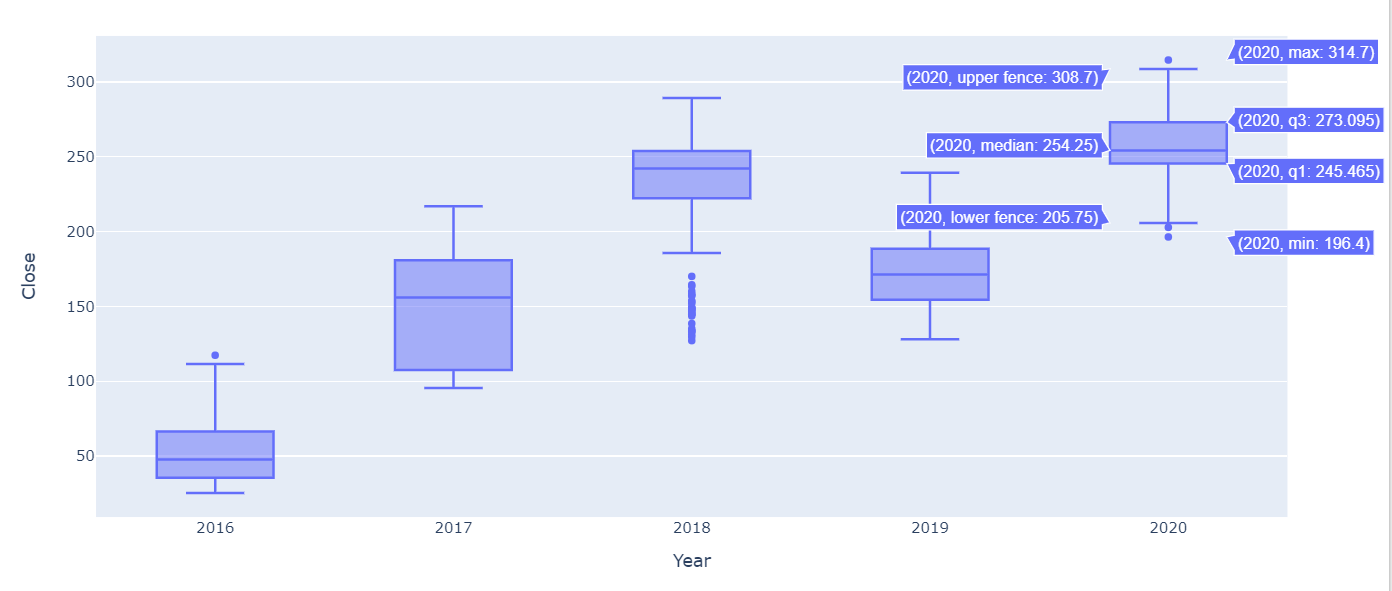 (2020, max: 314.7)
300
(2020, upper fence: 308.7)
(2020, q3: 273.095)
250
(2020, median: 254.25)
(2020, q1: 245.465)
200
(2020, lower fence: 205.75)
(2020, min: 196.4)
Close
150
100
50
2016 2017 2018 2019 2020
Year